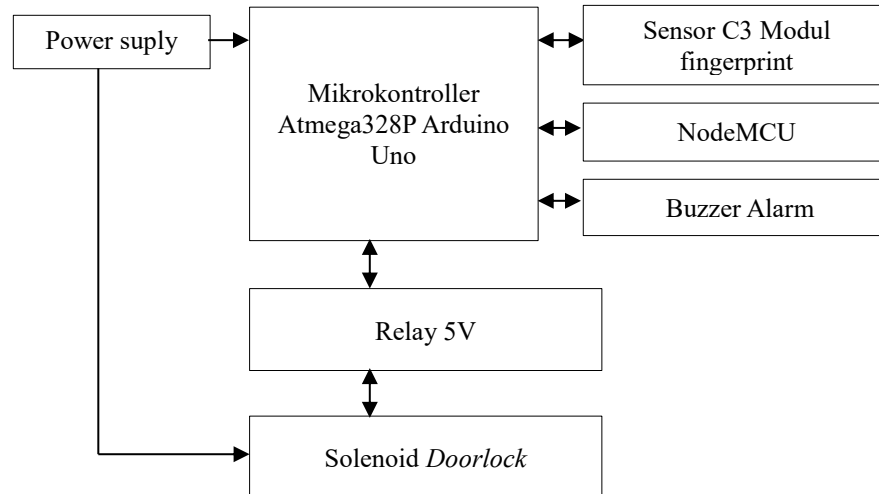 Power suply
Mikrokontroller
Atmega328P Arduino
Uno
Sensor C3 Modul
fingerprint
NodeMCU
Buzzer Alarm
Relay 5V
Solenoid Doorlock